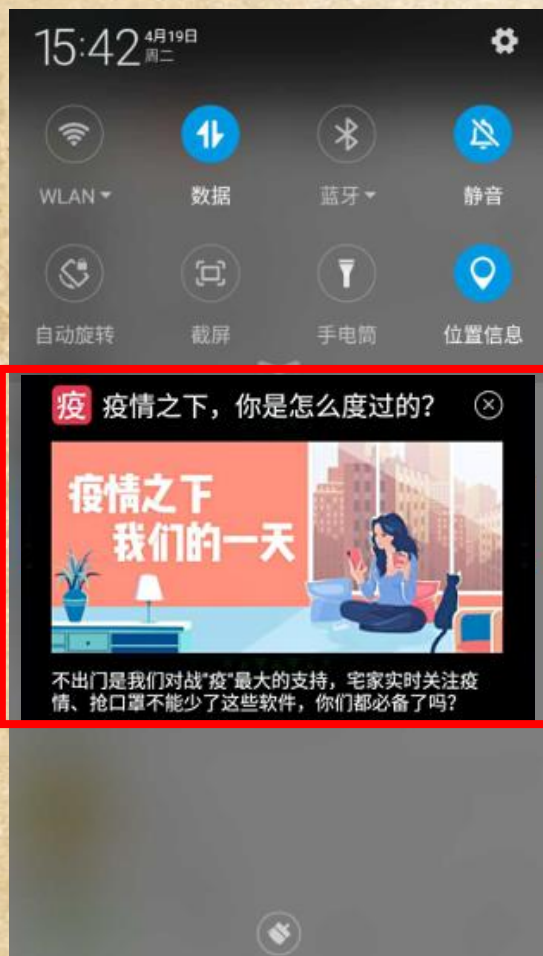 15:42
4月19日
周二
WLAN
数据
蓝牙
静音
自动旋转
截屏
手电筒
位置信息
疫 疫情之下，你是怎么度过的？
疫情之下
我们的一天
不出门是我们对战"疫"最大的支持，宅家实时关注疫
情、抢口罩不能少了这些软件，你们都必备了吗？